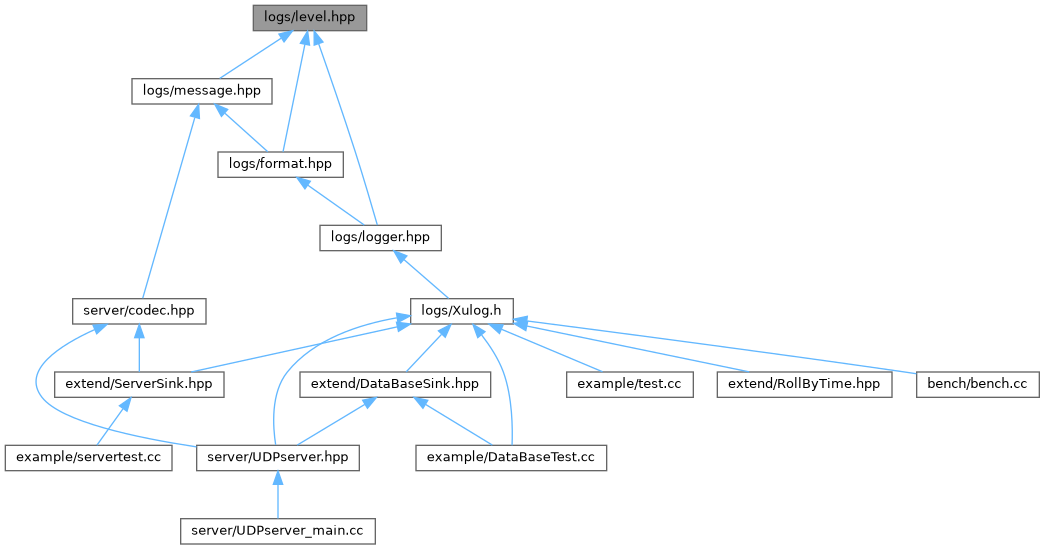 logs/level.hpp
logs/message.hpp
logs/format.hpp
logs/logger.hpp
server/codec.hpp
logs/Xulog.h
extend/ServerSink.hpp
extend/DataBaseSink.hpp
example/test.cc
extend/RollByTime.hpp
bench/bench.cc
example/servertest.cc
server/UDPserver.hpp
example/DataBaseTest.cc
server/UDPserver_main.cc